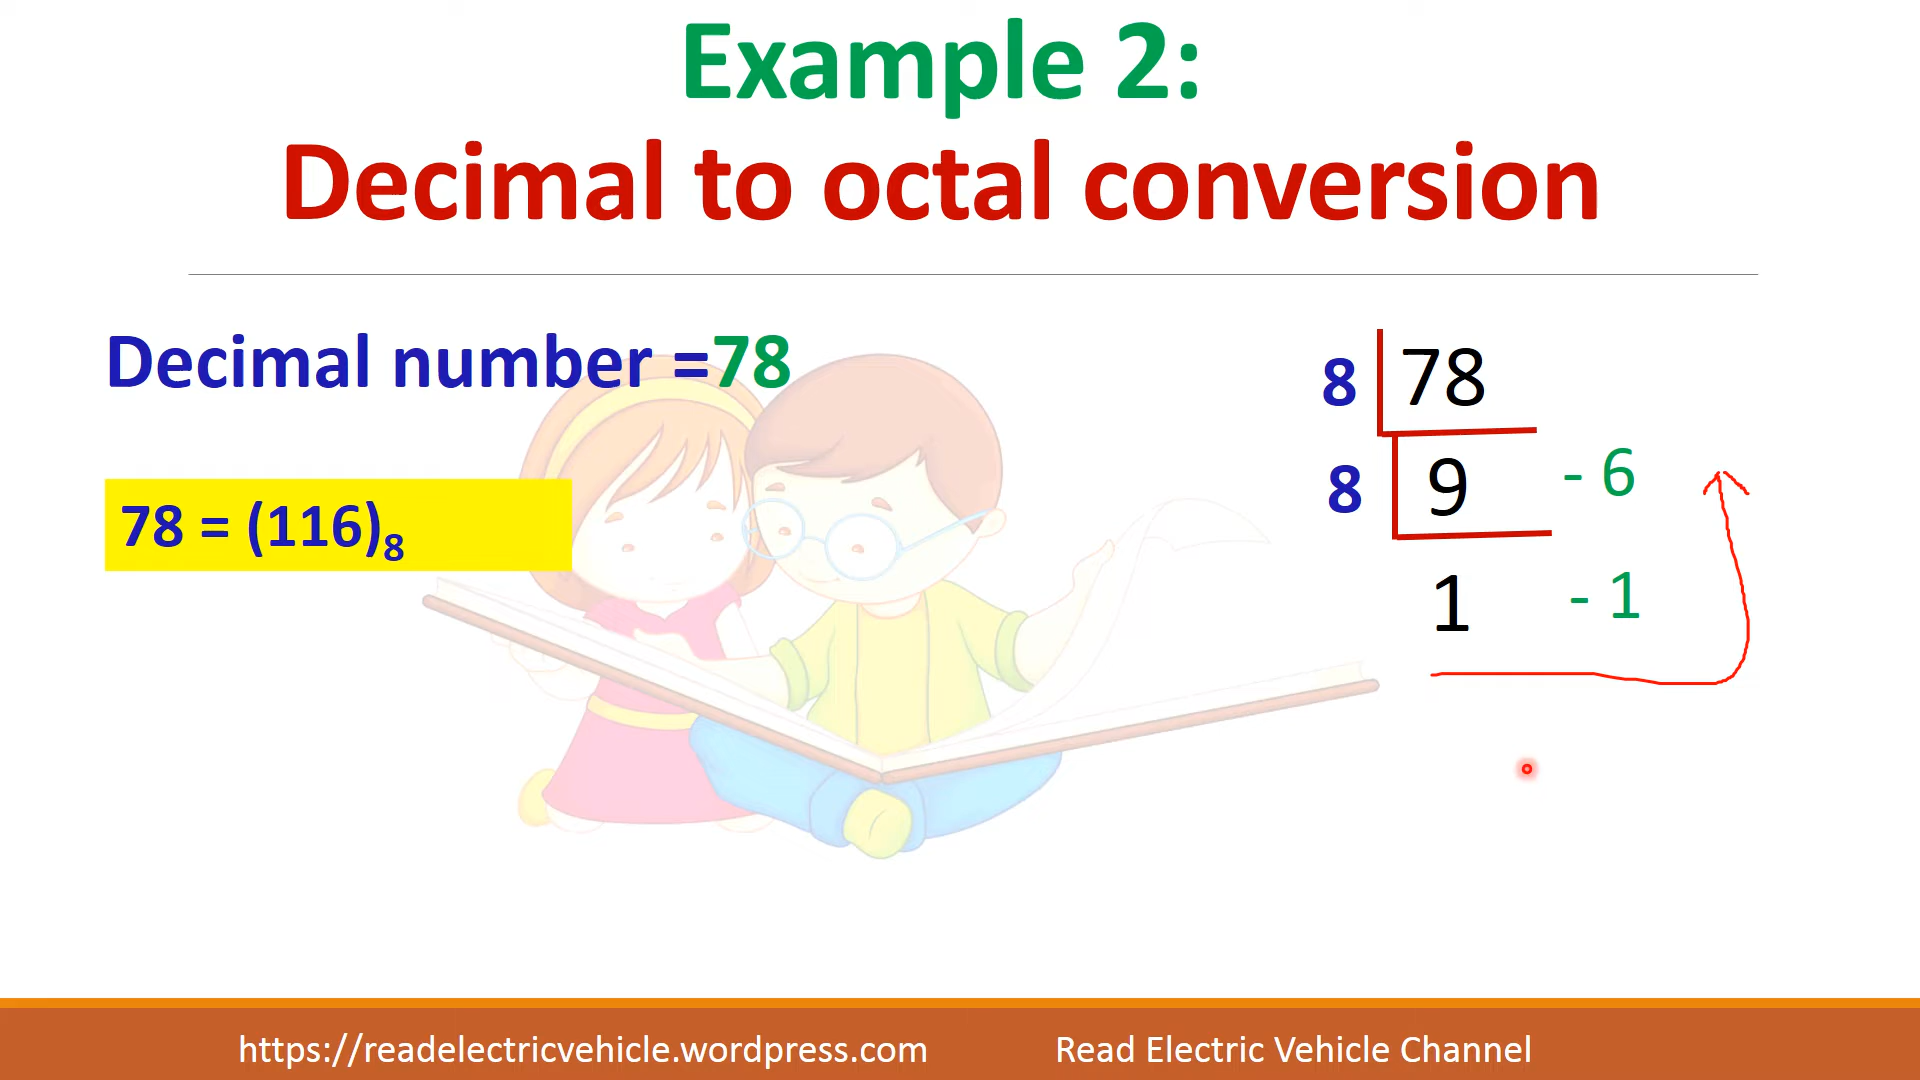 Example 2:
Decimal to octal conversion
Decimal number =78
78 = (116)₈
8 78
8 9 - 6
1 - 1
https://readelectricvehicle.wordpress.com
Read Electric Vehicle Channel